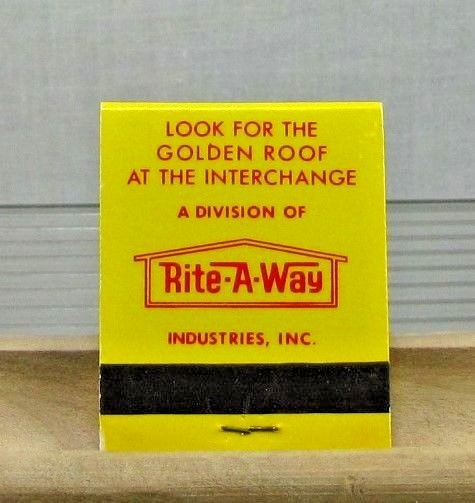 LOOK FOR THE
GOLDEN ROOF
AT THE INTERCHANGE
A DIVISION OF
Rite-A-Way
INDUSTRIES, INC.